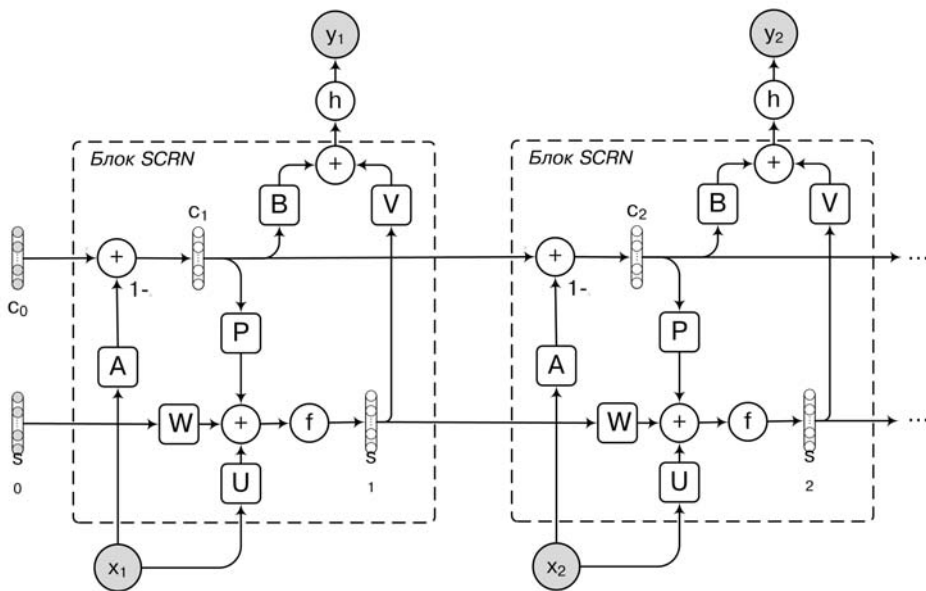 y₁ y₂
h h
Блок SCRN + Блок SCRN +
B V B V
c₁ c₂
+ + ...
c₀ 1- 1-
P P
A A
W + f W + f ...
s s s
U U
0 1 2
x₁ x₂